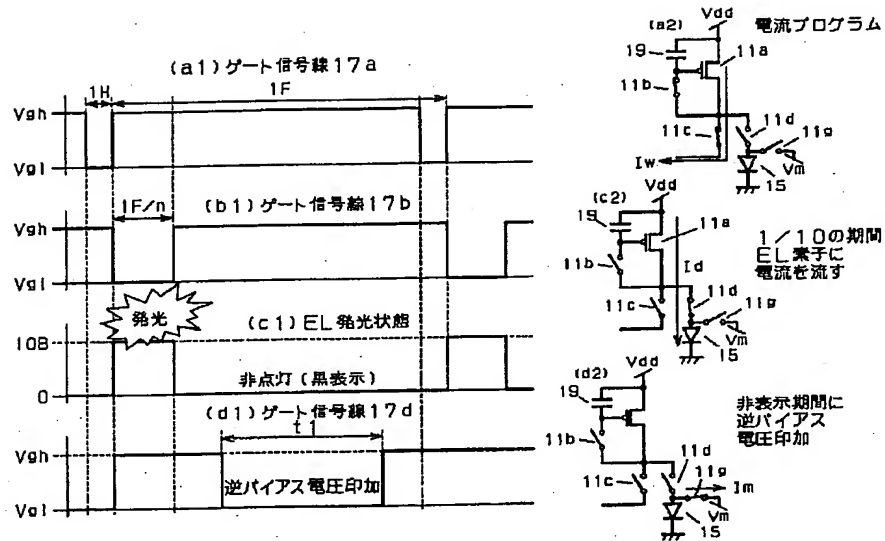 (a1)ゲート信号線17a
1H
1F
Vgh
Vgl
1F/n
(b1)ゲート信号線17b
Vgh
Vgl
発光
(c1)EL発光状態
10B
0
非点灯(黒表示)
(d1)ゲート信号線17d
t1
Vgh
Vgl
逆バイアス電圧印加
(a2)
Vdd
電流プログラム
19
11a
11b
11c
11d
11g
Iw
Vm
15
(c2)
Vdd
19
11a
11b
Id
11c
11d
11g
Vm
15
1/10の期間
EL素子に
電流を流す
(d2)
Vdd
19
11b
11c
11d
11g
Im
Vm
15
非表示期間に
逆バイアス
電圧印加